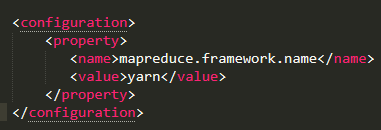 <configuration>
    <property>
        <name>mapreduce.framework.name</name>
        <value>yarn</value>
    </property>
</configuration>